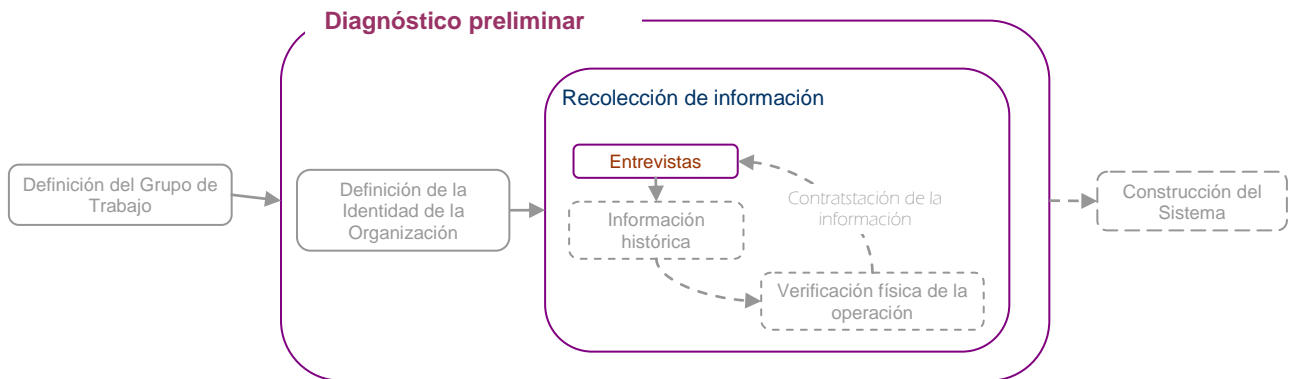 Diagnóstico preliminar
Recolección de información
Definición del Grupo de
Trabajo
Definición de la
Identidad de la
Organización
Entrevistas
Información
histórica
Contratstación de la
información
Verificación física de la
operación
Construcción del
Sistema